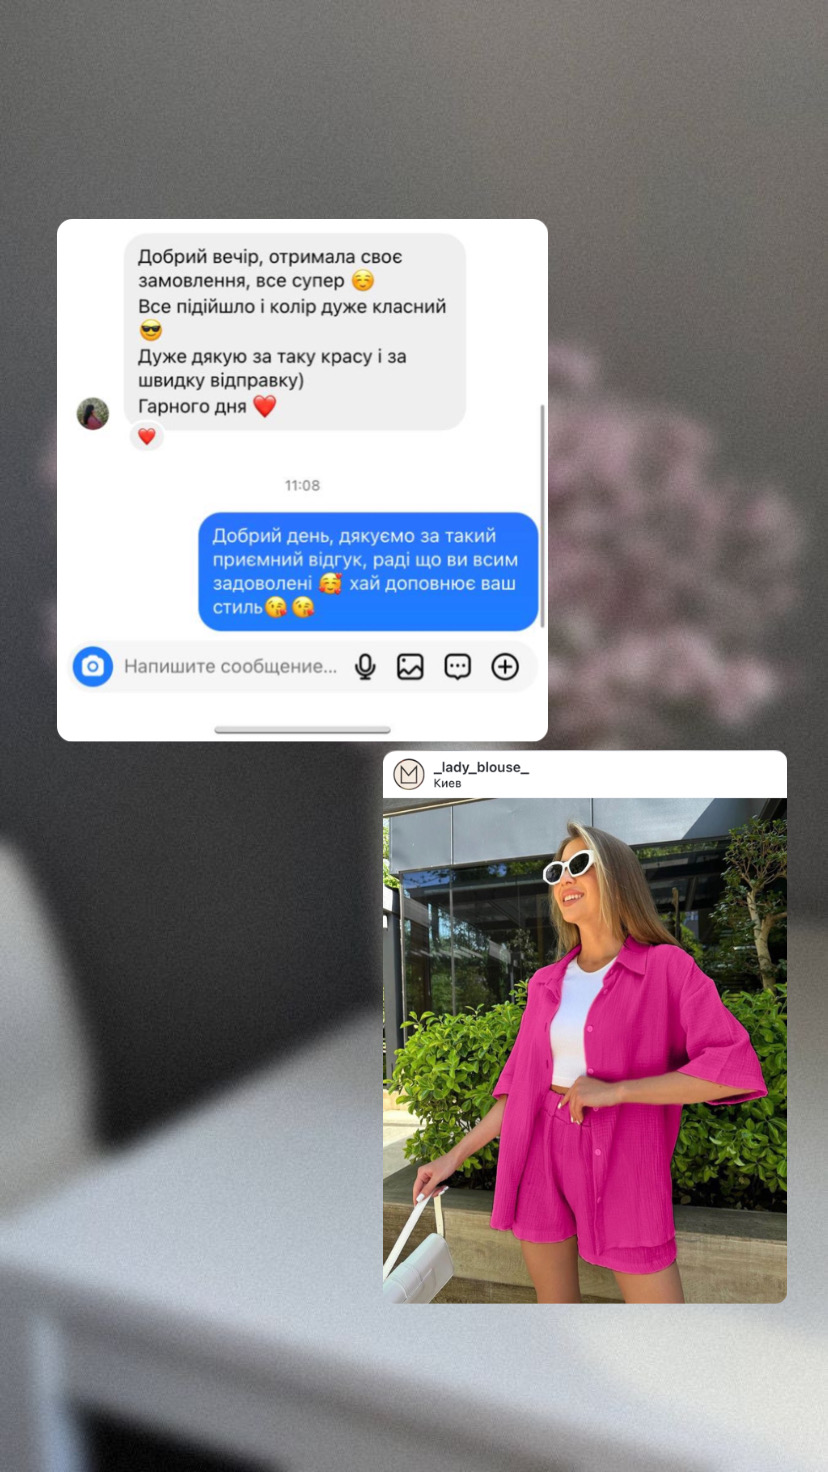 Добрий вечір, отримала своє
замовлення, все супер ☺️
Все підійшло і колір дуже класний
😎
Дуже дякую за таку красу і за
швидку відправку)
Гарного дня ❤️
❤️
11:08
Добрий день, дякуємо за такий
приємний відгук, раді що ви всим
задоволені 🥰 хай доповнює ваш
стиль😘😘
Напишите сообщение...
_lady_blouse_
Киев